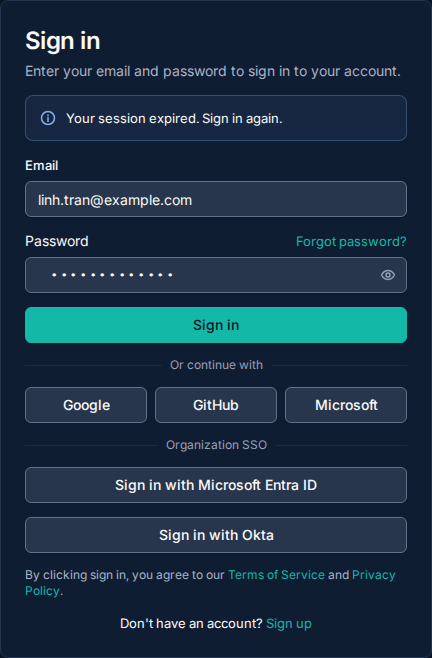 Sign in
Enter your email and password to sign in to your account.
Your session expired. Sign in again.
Email
linh.tran@example.com
Password
Forgot password?
•••••••••••••
Sign in
Or continue with
Google
GitHub
Microsoft
Organization SSO
Sign in with Microsoft Entra ID
Sign in with Okta
By clicking sign in, you agree to our Terms of Service and Privacy
Policy.
Don't have an account? Sign up